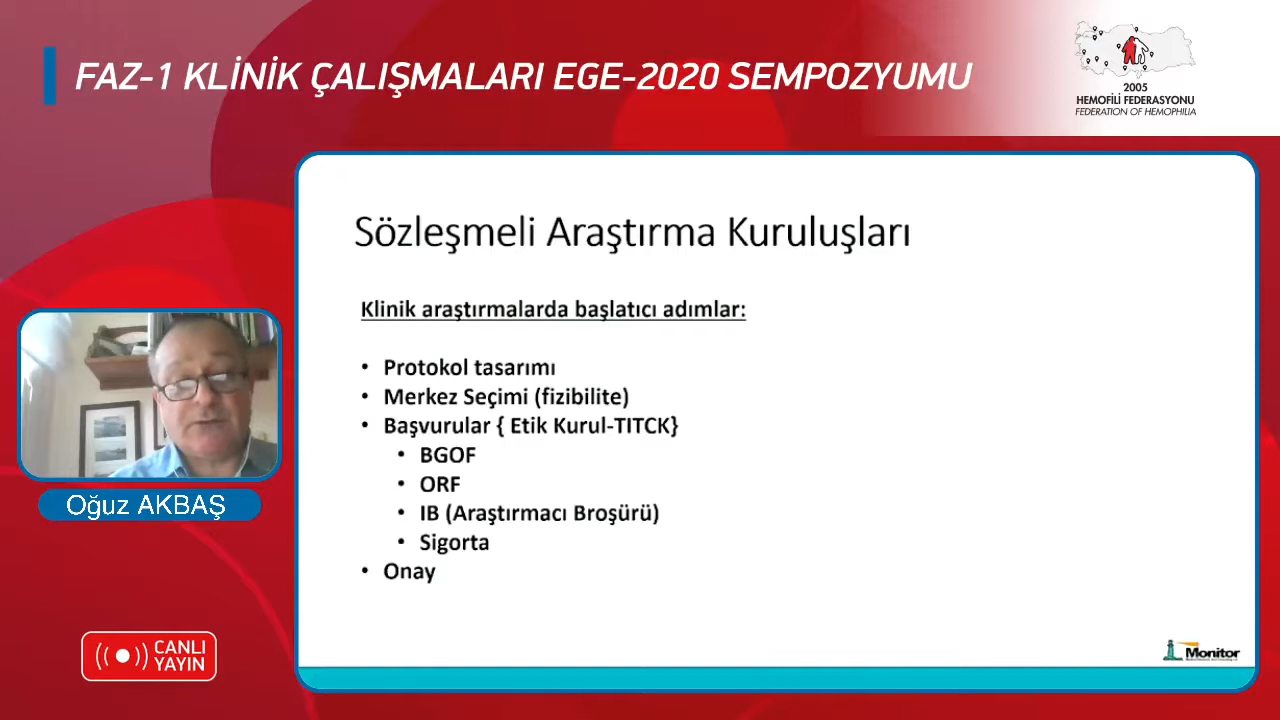 FAZ-1 KLİNİK ÇALIŞMALARI EGE-2020 SEMPOZYUMU
2005
HEMOFİLİ FEDERASYONU
FEDERATION OF HEMOPHILIA
Sözleşmeli Araştırma Kuruluşları
Klinik araştırmalarda başlatıcı adımlar:
• Protokol tasarımı
• Merkez Seçimi (fizibilite)
• Başvurular { Etik Kurul-TITCK}
• BGOF
• ORF
• IB (Araştırmacı Broşürü)
• Sigorta
• Onay
Oğuz AKBAŞ
CANLI
YAYIN
Monitor